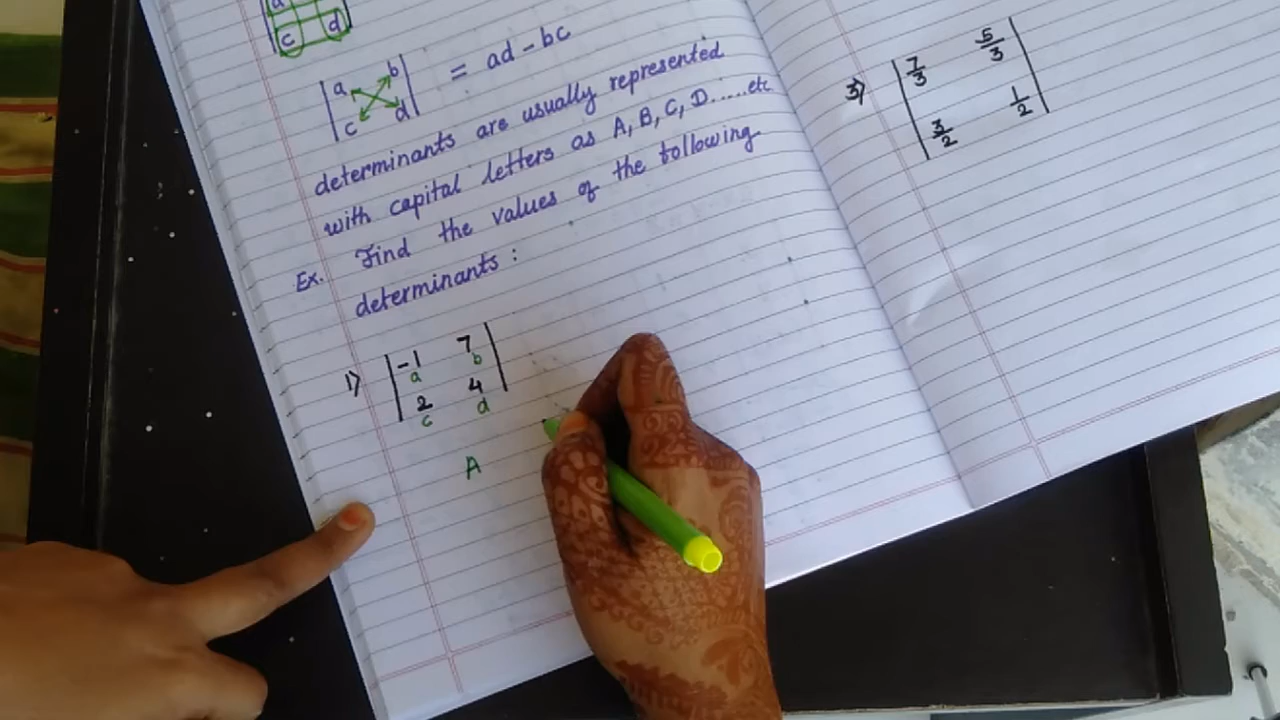 a
c d
a b
c d
= ad - bc
determinants are usually represented
with capital letters as A, B, C, D.....etc
Ex. Find the values of the following
determinants :
1) | -1 7 |
a b
| 2 4 |
c d
A
3) | 7/3 5/3 |
| 3/2 1/2 |